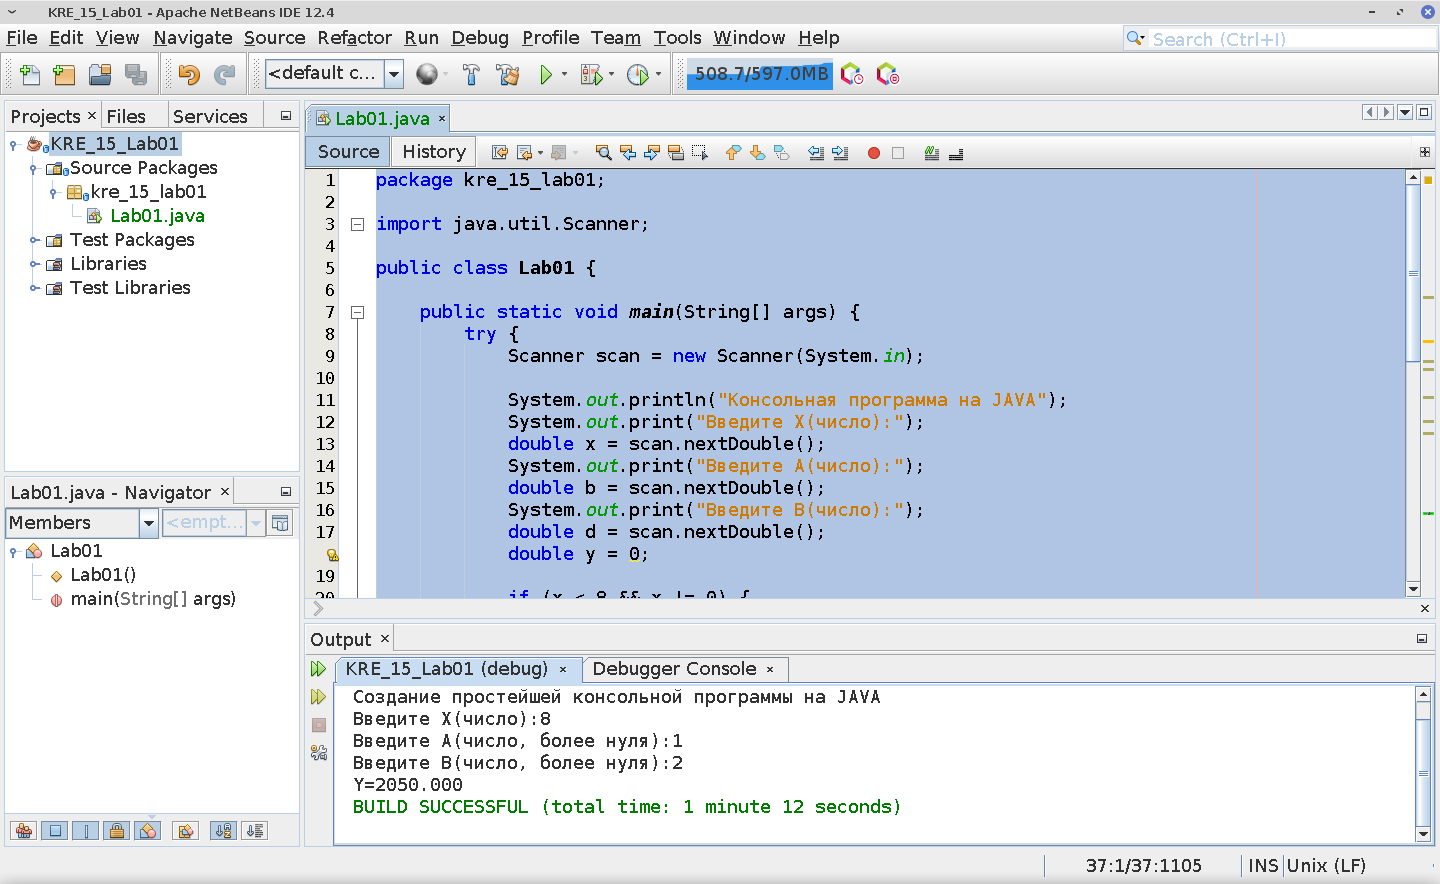 KRE_15_Lab01 - Apache NetBeans IDE 12.4
File Edit View Navigate Source Refactor Run Debug Profile Team Tools Window Help
Search (Ctrl+I)
<default c...
508.7/597.0MB
Projects Files Services
KRE_15_Lab01
Source Packages
kre_15_lab01
Lab01.java
Test Packages
Libraries
Test Libraries
Lab01.java - Navigator
Members
<empt...
Lab01
Lab01()
main(String[] args)
Lab01.java
Source History
1 package kre_15_lab01;
2
3 import java.util.Scanner;
4
5 public class Lab01 {
6
7 public static void main(String[] args) {
8 try {
9 Scanner scan = new Scanner(System.in);
10
11 System.out.println("Консольная программа на JAVA");
12 System.out.print("Введите X(число):");
13 double x = scan.nextDouble();
14 System.out.print("Введите A(число):");
15 double b = scan.nextDouble();
16 System.out.print("Введите B(число):");
17 double d = scan.nextDouble();
double y = 0;
19
20 if (x < 8 && x != 0) {
Output
KRE_15_Lab01 (debug) Debugger Console
Создание простейшей консольной программы на JAVA
Введите X(число):8
Введите A(число, более нуля):1
Введите B(число, более нуля):2
Y=2050.000
BUILD SUCCESSFUL (total time: 1 minute 12 seconds)
37:1/37:1105 INS Unix (LF)